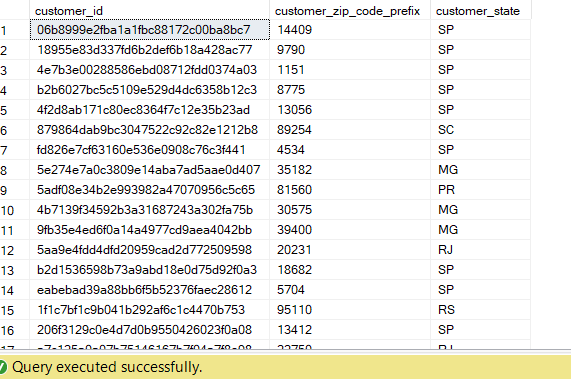 customer_id customer_zip_code_prefix customer_state
1 06b8999e2fba1a1fbc88172c00ba8bc7 14409 SP
2 18955e83d337fd6b2def6b18a428ac77 9790 SP
3 4e7b3e00288586ebd08712fdd0374a03 1151 SP
4 b2b6027bc5c5109e529d4dc6358b12c3 8775 SP
5 4f2d8ab171c80ec8364f7c12e35b23ad 13056 SP
6 879864dab9bc3047522c92c82e1212b8 89254 SC
7 fd826e7cf63160e536e0908c76c3f441 4534 SP
8 5e274e7a0c3809e14aba7ad5aae0d407 35182 MG
9 5adf08e34b2e993982a47070956c5c65 81560 PR
10 4b7139f34592b3a31687243a302fa75b 30575 MG
11 9fb35e4ed6f0a14a4977cd9aea4042bb 39400 MG
12 5aa9e4fdd4dfd20959cad2d772509598 20231 RJ
13 b2d1536598b73a9abd18e0d75d92f0a3 18682 SP
14 eabebad39a88bb6f5b52376faec28612 5704 SP
15 1f1c7bf1c9b041b292af6c1c4470b753 95110 RS
16 206f3129c0e4d7d0b9550426023f0a08 13412 SP
17
Query executed successfully.